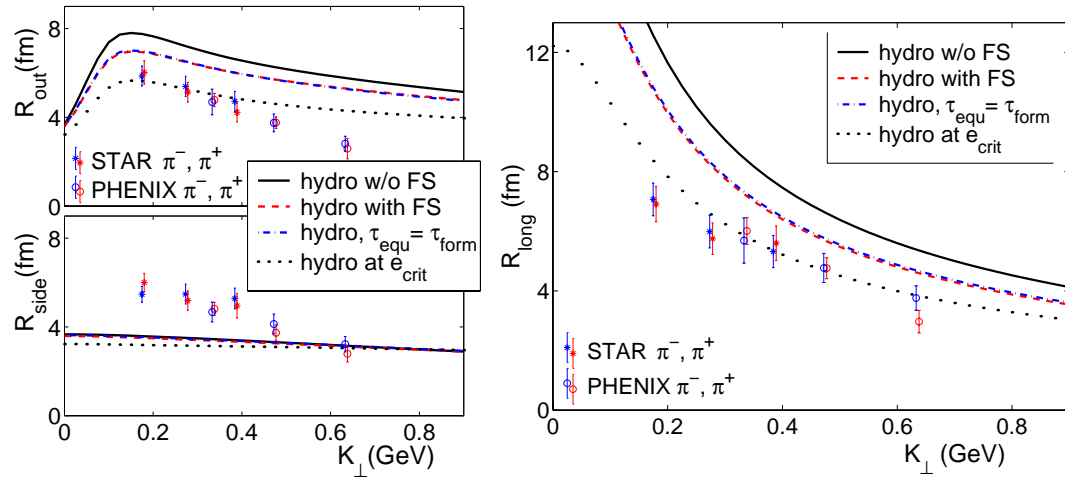 8
4
0
R_out(fm)
STAR π⁻, π⁺
PHENIX π⁻, π⁺
hydro w/o FS
hydro with FS
hydro, τ_equ= τ_form
hydro at e_crit
8
4
0
R_side(fm)
0 0.2 0.4 0.6 0.8
K_⊥(GeV)
12
8
4
0
R_long(fm)
hydro w/o FS
hydro with FS
hydro, τ_equ= τ_form
hydro at e_crit
STAR π⁻, π⁺
PHENIX π⁻, π⁺
0 0.2 0.4 0.6 0.8
K_⊥ (GeV)